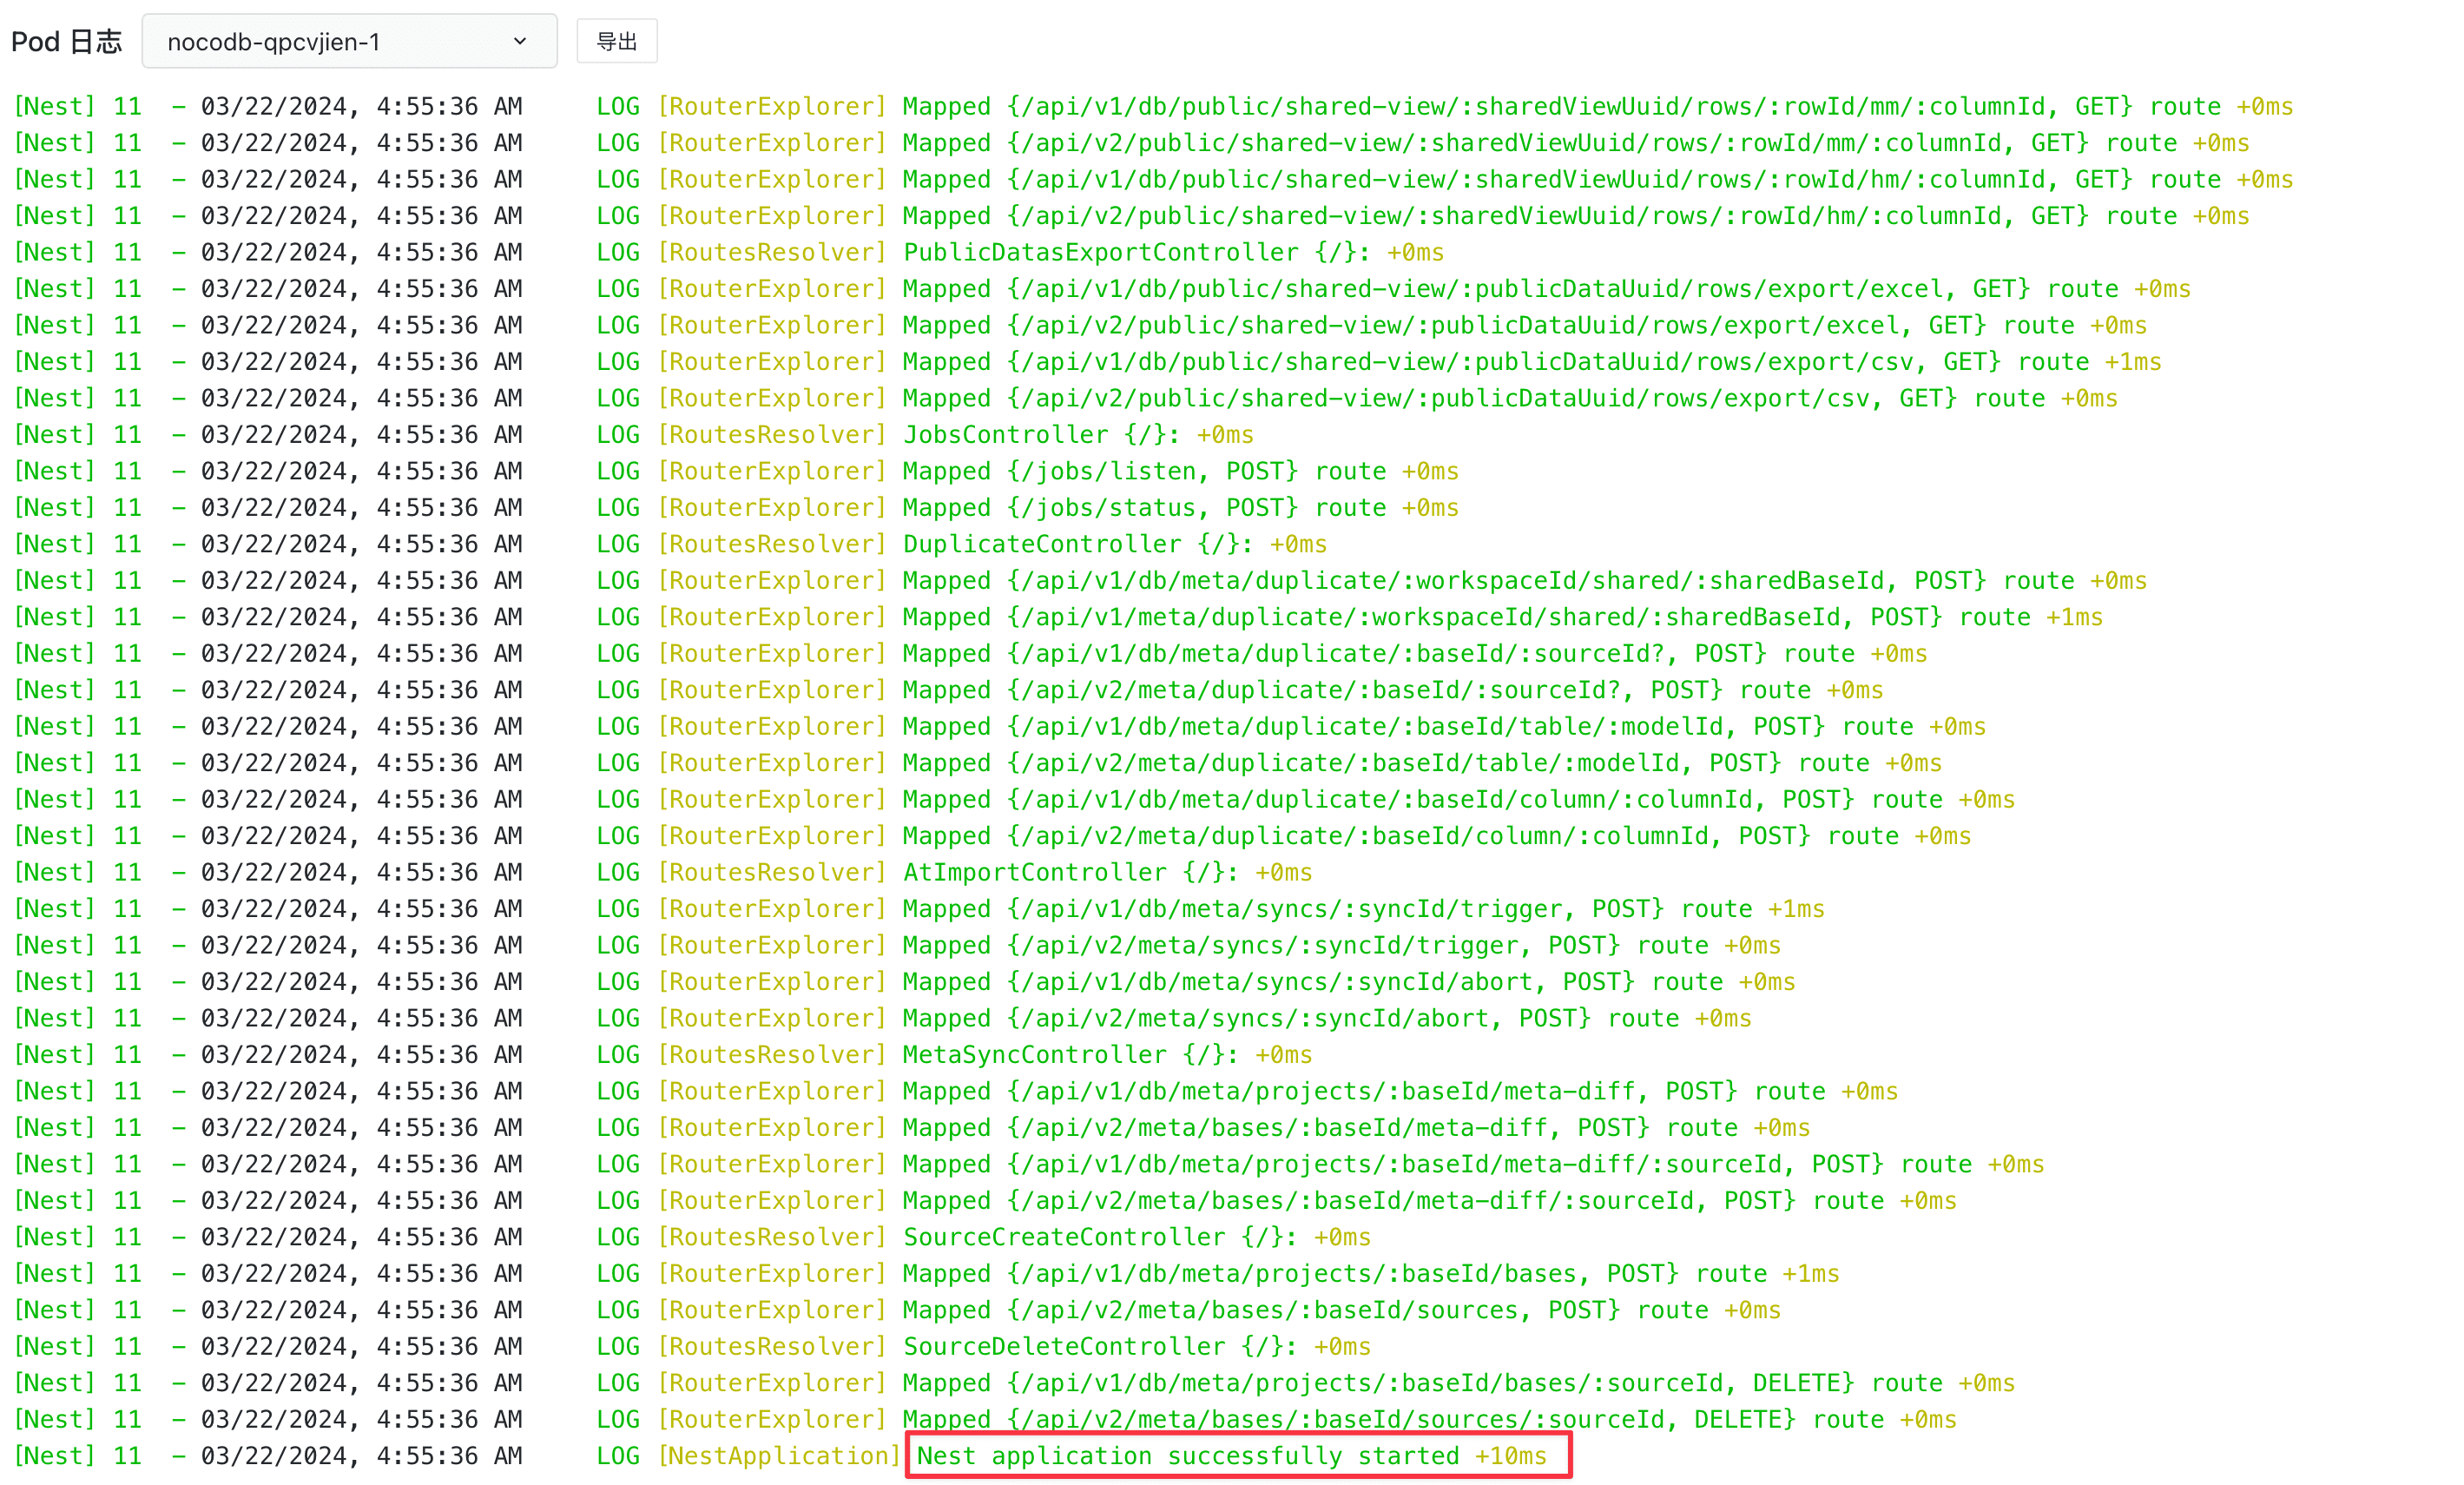 Pod 日志 nocodb-qpcvjien-1 导出
[Nest] 11  - 03/22/2024, 4:55:36 AM     LOG [RouterExplorer] Mapped {/api/v1/db/public/shared-view/:sharedViewUuid/rows/:rowId/mm/:columnId, GET} route +0ms
[Nest] 11  - 03/22/2024, 4:55:36 AM     LOG [RouterExplorer] Mapped {/api/v2/public/shared-view/:sharedViewUuid/rows/:rowId/mm/:columnId, GET} route +0ms
[Nest] 11  - 03/22/2024, 4:55:36 AM     LOG [RouterExplorer] Mapped {/api/v1/db/public/shared-view/:sharedViewUuid/rows/:rowId/hm/:columnId, GET} route +0ms
[Nest] 11  - 03/22/2024, 4:55:36 AM     LOG [RouterExplorer] Mapped {/api/v2/public/shared-view/:sharedViewUuid/rows/:rowId/hm/:columnId, GET} route +0ms
[Nest] 11  - 03/22/2024, 4:55:36 AM     LOG [RoutesResolver] PublicDatasExportController {/}: +0ms
[Nest] 11  - 03/22/2024, 4:55:36 AM     LOG [RouterExplorer] Mapped {/api/v1/db/public/shared-view/:publicDataUuid/rows/export/excel, GET} route +0ms
[Nest] 11  - 03/22/2024, 4:55:36 AM     LOG [RouterExplorer] Mapped {/api/v2/public/shared-view/:publicDataUuid/rows/export/excel, GET} route +0ms
[Nest] 11  - 03/22/2024, 4:55:36 AM     LOG [RouterExplorer] Mapped {/api/v1/db/public/shared-view/:publicDataUuid/rows/export/csv, GET} route +1ms
[Nest] 11  - 03/22/2024, 4:55:36 AM     LOG [RouterExplorer] Mapped {/api/v2/public/shared-view/:publicDataUuid/rows/export/csv, GET} route +0ms
[Nest] 11  - 03/22/2024, 4:55:36 AM     LOG [RoutesResolver] JobsController {/}: +0ms
[Nest] 11  - 03/22/2024, 4:55:36 AM     LOG [RouterExplorer] Mapped {/jobs/listen, POST} route +0ms
[Nest] 11  - 03/22/2024, 4:55:36 AM     LOG [RouterExplorer] Mapped {/jobs/status, POST} route +0ms
[Nest] 11  - 03/22/2024, 4:55:36 AM     LOG [RoutesResolver] DuplicateController {/}: +0ms
[Nest] 11  - 03/22/2024, 4:55:36 AM     LOG [RouterExplorer] Mapped {/api/v1/db/meta/duplicate/:workspaceId/shared/:sharedBaseId, POST} route +0ms
[Nest] 11  - 03/22/2024, 4:55:36 AM     LOG [RouterExplorer] Mapped {/api/v1/meta/duplicate/:workspaceId/shared/:sharedBaseId, POST} route +1ms
[Nest] 11  - 03/22/2024, 4:55:36 AM     LOG [RouterExplorer] Mapped {/api/v1/db/meta/duplicate/:baseId/:sourceId?, POST} route +0ms
[Nest] 11  - 03/22/2024, 4:55:36 AM     LOG [RouterExplorer] Mapped {/api/v2/meta/duplicate/:baseId/:sourceId?, POST} route +0ms
[Nest] 11  - 03/22/2024, 4:55:36 AM     LOG [RouterExplorer] Mapped {/api/v1/db/meta/duplicate/:baseId/table/:modelId, POST} route +0ms
[Nest] 11  - 03/22/2024, 4:55:36 AM     LOG [RouterExplorer] Mapped {/api/v2/meta/duplicate/:baseId/table/:modelId, POST} route +0ms
[Nest] 11  - 03/22/2024, 4:55:36 AM     LOG [RouterExplorer] Mapped {/api/v1/db/meta/duplicate/:baseId/column/:columnId, POST} route +0ms
[Nest] 11  - 03/22/2024, 4:55:36 AM     LOG [RouterExplorer] Mapped {/api/v2/meta/duplicate/:baseId/column/:columnId, POST} route +0ms
[Nest] 11  - 03/22/2024, 4:55:36 AM     LOG [RoutesResolver] AtImportController {/}: +0ms
[Nest] 11  - 03/22/2024, 4:55:36 AM     LOG [RouterExplorer] Mapped {/api/v1/db/meta/syncs/:syncId/trigger, POST} route +1ms
[Nest] 11  - 03/22/2024, 4:55:36 AM     LOG [RouterExplorer] Mapped {/api/v2/meta/syncs/:syncId/trigger, POST} route +0ms
[Nest] 11  - 03/22/2024, 4:55:36 AM     LOG [RouterExplorer] Mapped {/api/v1/db/meta/syncs/:syncId/abort, POST} route +0ms
[Nest] 11  - 03/22/2024, 4:55:36 AM     LOG [RouterExplorer] Mapped {/api/v2/meta/syncs/:syncId/abort, POST} route +0ms
[Nest] 11  - 03/22/2024, 4:55:36 AM     LOG [RoutesResolver] MetaSyncController {/}: +0ms
[Nest] 11  - 03/22/2024, 4:55:36 AM     LOG [RouterExplorer] Mapped {/api/v1/db/meta/projects/:baseId/meta-diff, POST} route +0ms
[Nest] 11  - 03/22/2024, 4:55:36 AM     LOG [RouterExplorer] Mapped {/api/v2/meta/bases/:baseId/meta-diff, POST} route +0ms
[Nest] 11  - 03/22/2024, 4:55:36 AM     LOG [RouterExplorer] Mapped {/api/v1/db/meta/projects/:baseId/meta-diff/:sourceId, POST} route +0ms
[Nest] 11  - 03/22/2024, 4:55:36 AM     LOG [RouterExplorer] Mapped {/api/v2/meta/bases/:baseId/meta-diff/:sourceId, POST} route +0ms
[Nest] 11  - 03/22/2024, 4:55:36 AM     LOG [RoutesResolver] SourceCreateController {/}: +0ms
[Nest] 11  - 03/22/2024, 4:55:36 AM     LOG [RouterExplorer] Mapped {/api/v1/db/meta/projects/:baseId/bases, POST} route +1ms
[Nest] 11  - 03/22/2024, 4:55:36 AM     LOG [RouterExplorer] Mapped {/api/v2/meta/bases/:baseId/sources, POST} route +0ms
[Nest] 11  - 03/22/2024, 4:55:36 AM     LOG [RoutesResolver] SourceDeleteController {/}: +0ms
[Nest] 11  - 03/22/2024, 4:55:36 AM     LOG [RouterExplorer] Mapped {/api/v1/db/meta/projects/:baseId/bases/:sourceId, DELETE} route +0ms
[Nest] 11  - 03/22/2024, 4:55:36 AM     LOG [RouterExplorer] Mapped {/api/v2/meta/bases/:baseId/sources/:sourceId, DELETE} route +0ms
[Nest] 11  - 03/22/2024, 4:55:36 AM     LOG [NestApplication] Nest application successfully started +10ms